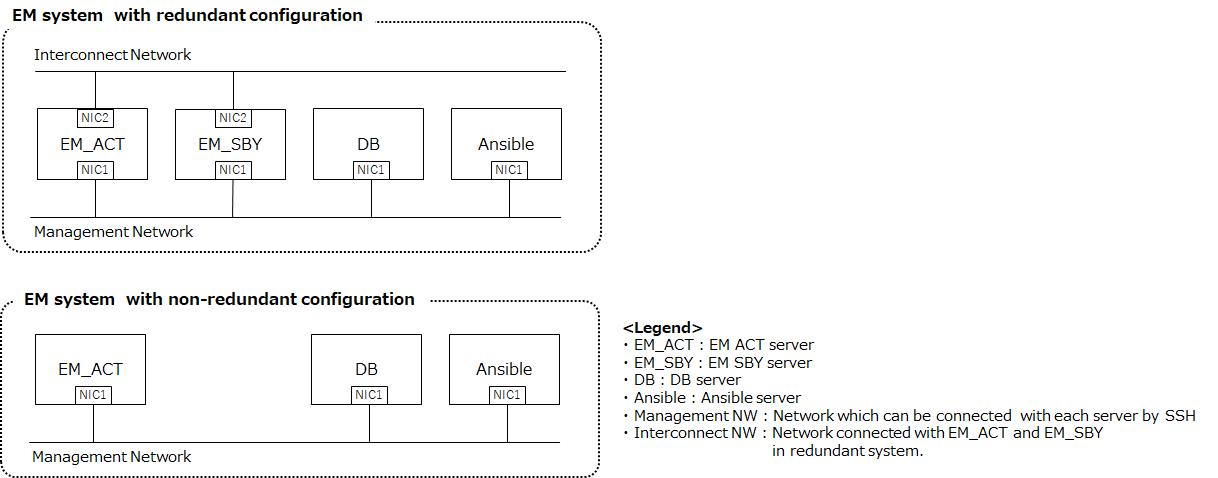 EM system with redundant configuration
Interconnect Network
NIC2 NIC2
EM_ACT EM_SBY DB Ansible
NIC1 NIC1 NIC1 NIC1
Management Network
EM system with non-redundant configuration
EM_ACT DB Ansible
NIC1 NIC1 NIC1
Management Network
<Legend>
・EM_ACT：EM ACT server
・EM_SBY：EM SBY server
・DB：DB server
・Ansible：Ansible server
・Management NW：Network which can be connected with each server by SSH
・Interconnect NW：Network connected with EM_ACT and EM_SBY
in redundant system.